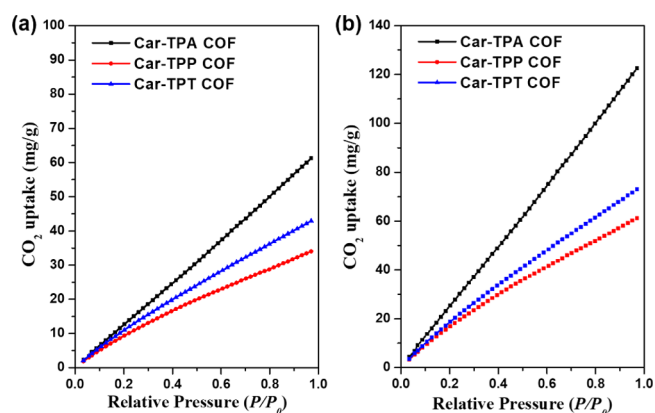 (a)
100
90
80
70
60
50
40
30
20
10
0
CO2 uptake (mg/g)
Car-TPA COF
Car-TPP COF
Car-TPT COF
0.0 0.2 0.4 0.6 0.8 1.0
Relative Pressure (P/P0)
(b)
140
120
100
80
60
40
20
0
CO2 uptake (mg/g)
Car-TPA COF
Car-TPP COF
Car-TPT COF
0.0 0.2 0.4 0.6 0.8 1.0
Relative Pressure (P/P0)